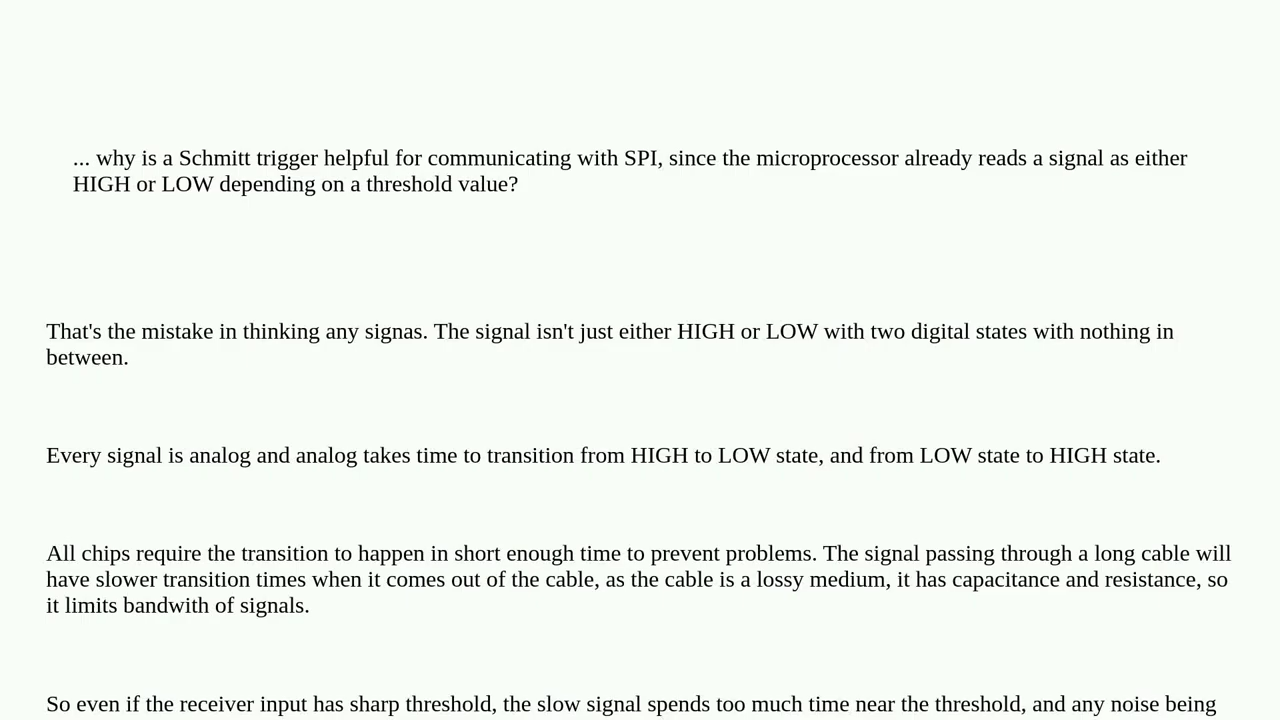 ... why is a Schmitt trigger helpful for communicating with SPI, since the microprocessor already reads a signal as either
HIGH or LOW depending on a threshold value?
That's the mistake in thinking any signas. The signal isn't just either HIGH or LOW with two digital states with nothing in
between.
Every signal is analog and analog takes time to transition from HIGH to LOW state, and from LOW state to HIGH state.
All chips require the transition to happen in short enough time to prevent problems. The signal passing through a long cable will
have slower transition times when it comes out of the cable, as the cable is a lossy medium, it has capacitance and resistance, so
it limits bandwith of signals.
So even if the receiver input has sharp threshold, the slow signal spends too much time near the threshold, and any noise being